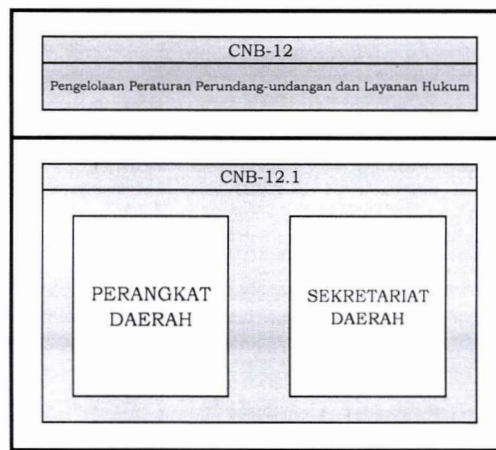 CNB-12
Pengelolaan Peraturan Perundang-undangan dan Layanan Hukum
CNB-12.1
PERANGKAT
DAERAH
SEKRETARIAT
DAERAH